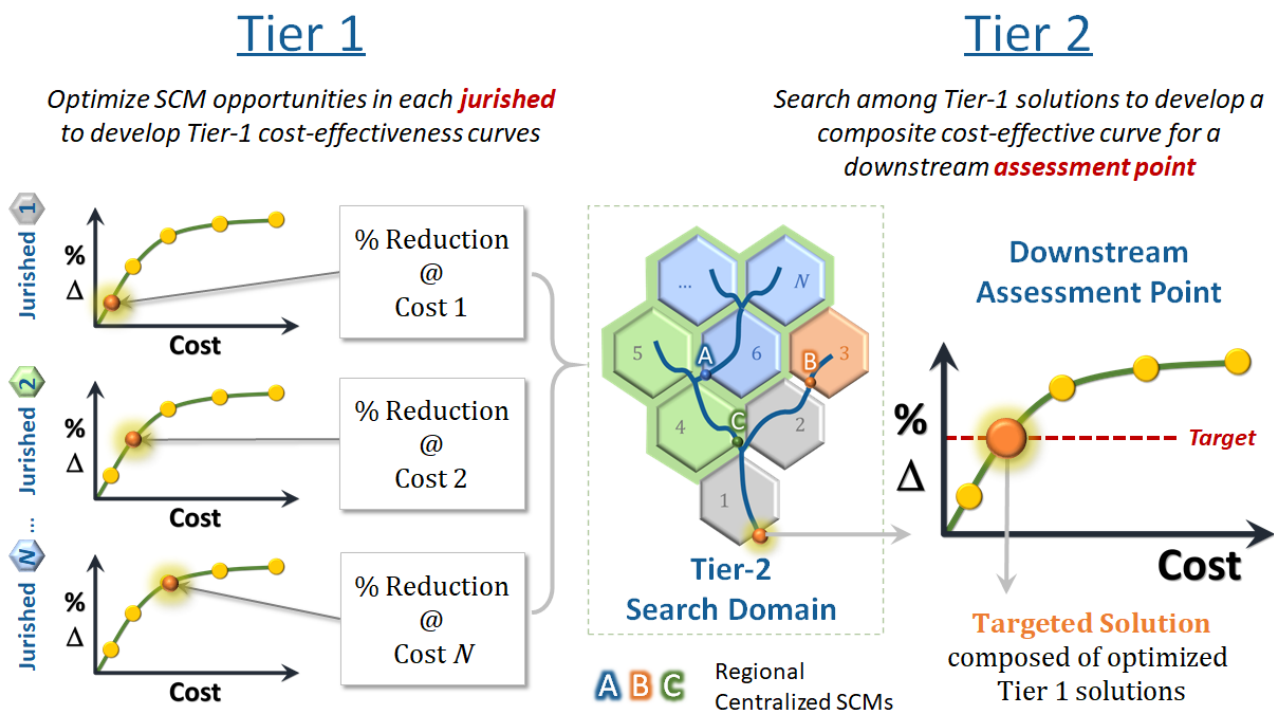 Tier 1
Optimize SCM opportunities in each jurished
to develop Tier-1 cost-effectiveness curves
Jurished 1
%
Δ
Cost
% Reduction
@
Cost 1
Jurished 2
%
Δ
Cost
% Reduction
@
Cost 2
...
Jurished N
%
Δ
Cost
% Reduction
@
Cost N
...
N
5
A
6
B
3
4
C
2
1
Tier-2
Search Domain
A B C
Regional
Centralized SCMs
Tier 2
Search among Tier-1 solutions to develop a
composite cost-effective curve for a
downstream assessment point
Downstream
Assessment Point
%
Δ
Target
Cost
Targeted Solution
composed of optimized
Tier 1 solutions